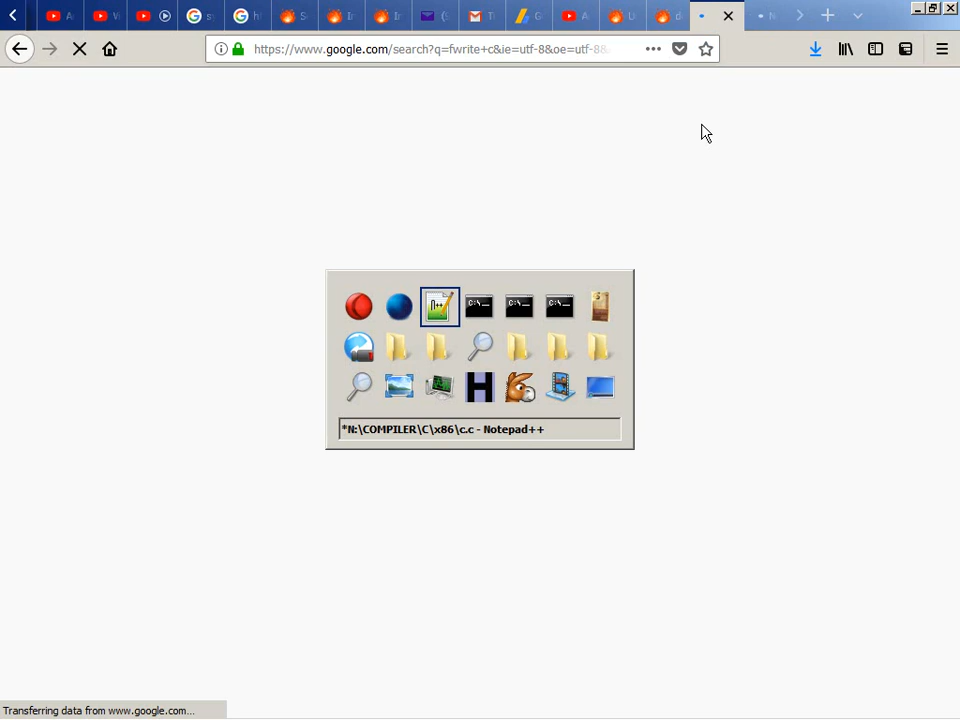 https://www.google.com/search?q=fwrite+c&ie=utf-8&oe=utf-8&
*N:\COMPILER\C\x86\c.c - Notepad++
Transferring data from www.google.com...